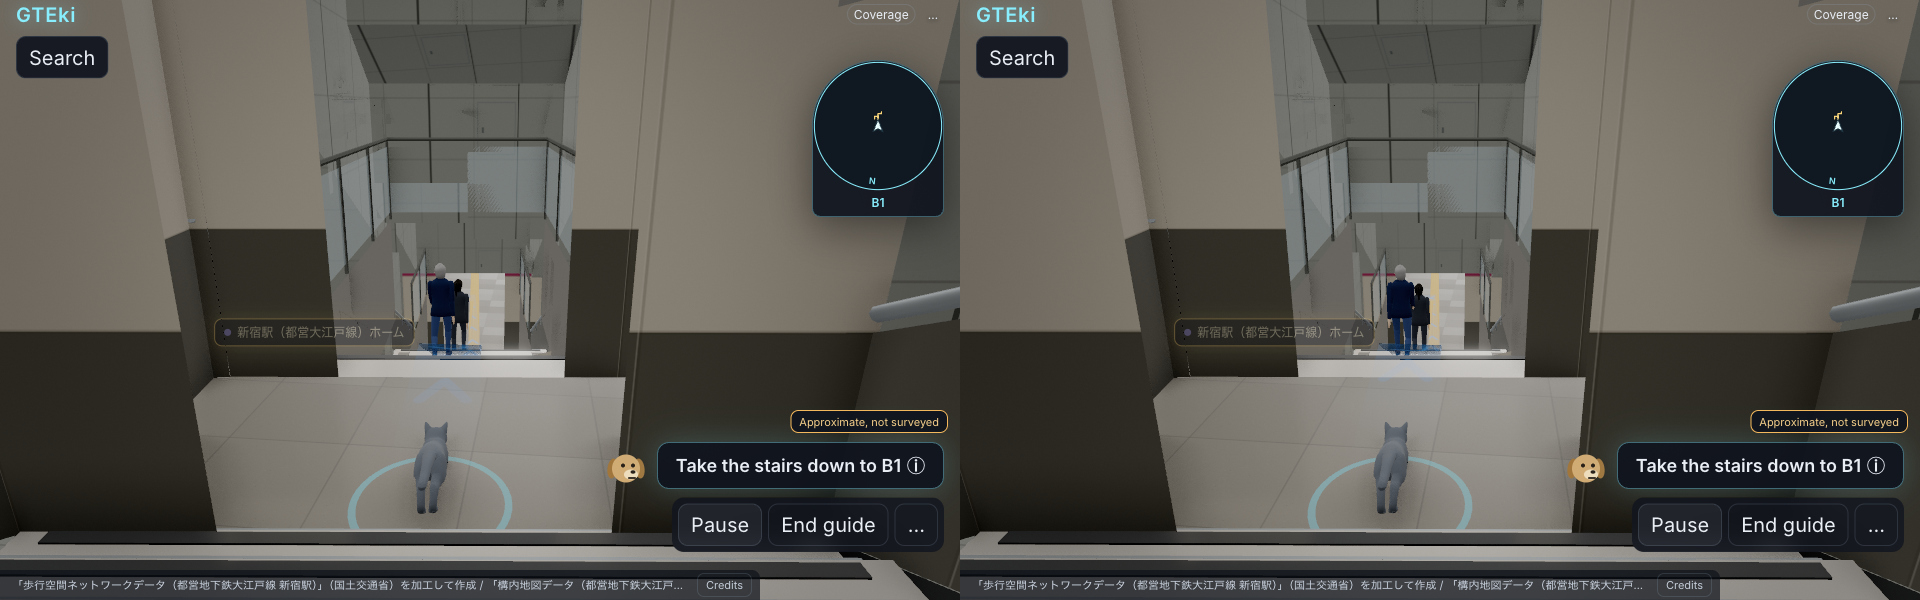 GTEki
Coverage
...
Search
N
B1
新宿駅（都営大江戸線）ホーム
Approximate, not surveyed
Take the stairs down to B1 ⓘ
Pause
End guide
...
「歩行空間ネットワークデータ（都営地下鉄大江戸線 新宿駅）」（国土交通省）を加工して作成 / 「構内地図データ（都営地下鉄大江戸...
Credits
GTEki
Coverage
...
Search
N
B1
新宿駅（都営大江戸線）ホーム
Approximate, not surveyed
Take the stairs down to B1 ⓘ
Pause
End guide
...
「歩行空間ネットワークデータ（都営地下鉄大江戸線 新宿駅）」（国土交通省）を加工して作成 / 「構内地図データ（都営地下鉄大江戸...
Credits